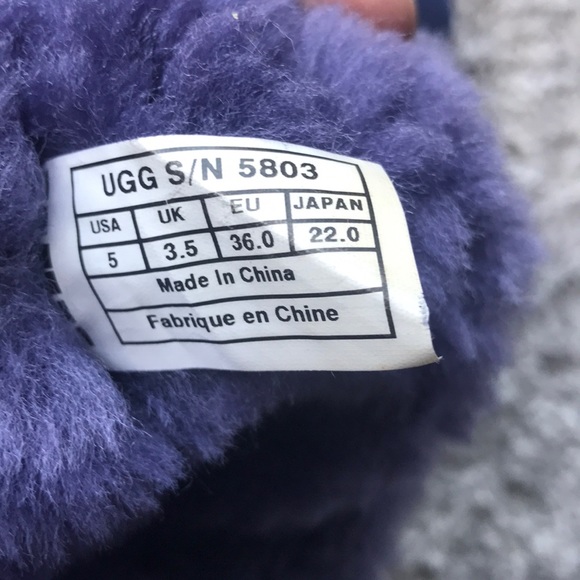 UGG S/N 5803
USA UK EU JAPAN
5 3.5 36.0 22.0
Made In China
Fabrique en Chine